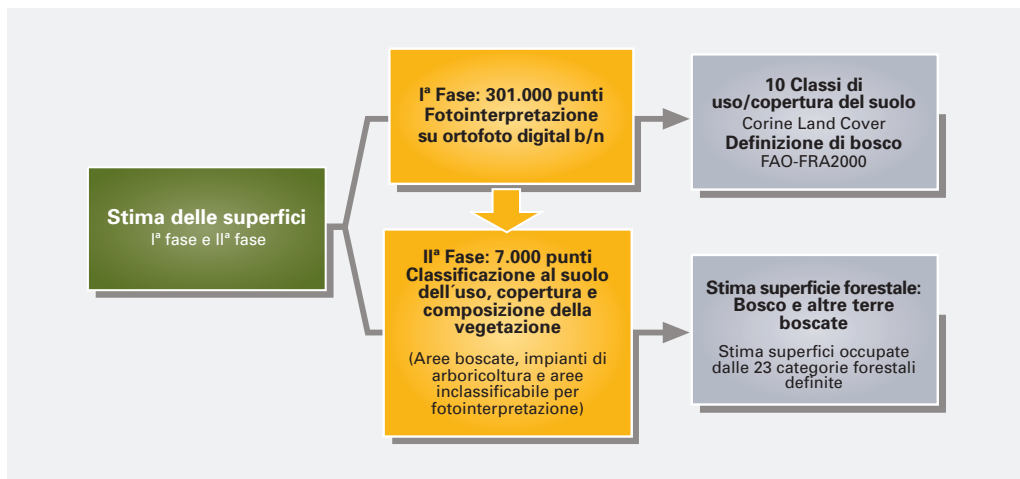 Stima delle superfici
Iª fase e IIª fase
Iª Fase: 301.000 punti
Fotointerpretazione
su ortofoto digital b/n
10 Classi di
uso/copertura del suolo
Corine Land Cover
Definizione di bosco
FAO-FRA2000
IIª Fase: 7.000 punti
Classificazione al suolo
dell´uso, copertura e
composizione della
vegetazione
(Aree boscate, impianti di
arboricoltura e aree
inclassificabile per
fotointerpretazione)
Stima superficie forestale:
Bosco e altre terre
boscate
Stima superfici occupate
dalle 23 categorie forestali
definite